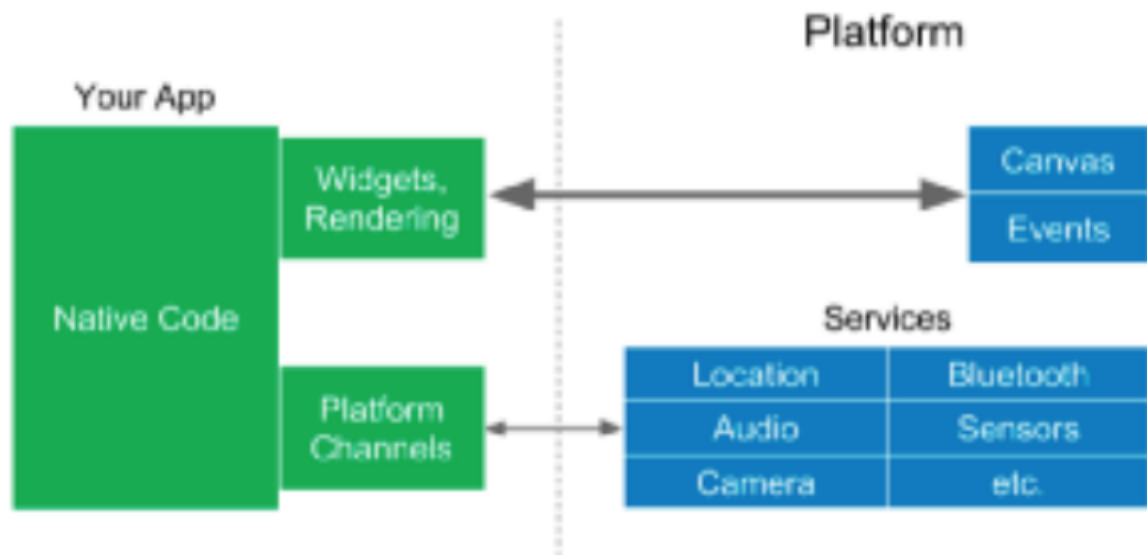 Platform
Your App
Widgets,
Rendering
Canvas
Events
Native Code
Services
Platform
Channels
Location
Bluetooth
Audio
Sensors
Camera
etc.